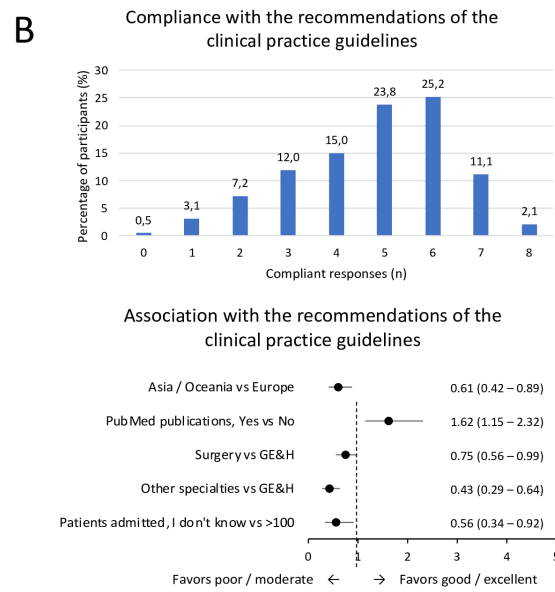 B
Compliance with the recommendations of the
clinical practice guidelines
Percentage of participants (%)
30
25
20
15
10
5
0
0,5
3,1
7,2
12,0
15,0
23,8
25,2
11,1
2,1
0 1 2 3 4 5 6 7 8
Compliant responses (n)
Association with the recommendations of the
clinical practice guidelines
Asia / Oceania vs Europe 0.61 (0.42 – 0.89)
PubMed publications, Yes vs No 1.62 (1.15 – 2.32)
Surgery vs GE&H 0.75 (0.56 – 0.99)
Other specialties vs GE&H 0.43 (0.29 – 0.64)
Patients admitted, I don't know vs >100 0.56 (0.34 – 0.92)
0 1 2 3 4 5
Favors poor / moderate ← → Favors good / excellent